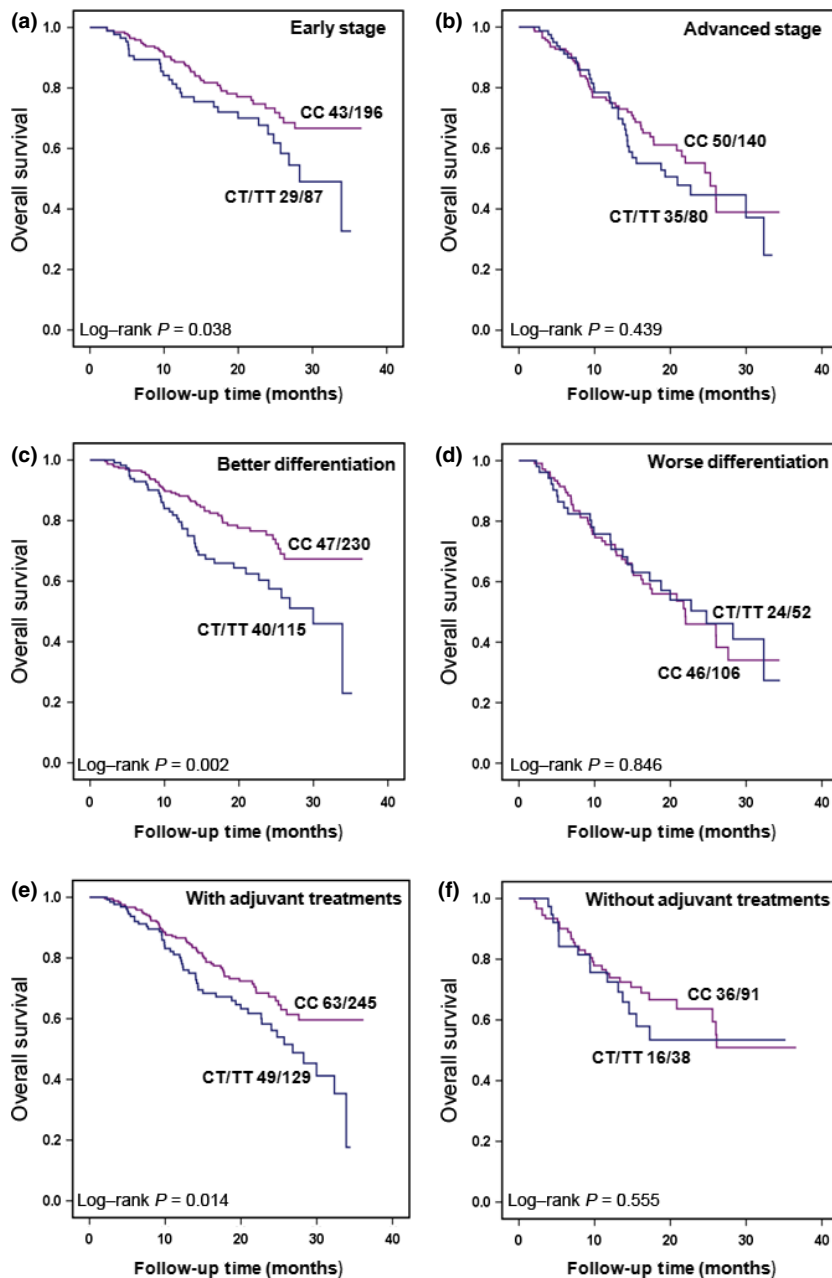 (a)
Early stage
1.0
0.8
0.6
0.4
0.2
0.0
Overall survival
CC 43/196
CT/TT 29/87
Log–rank P = 0.038
0 10 20 30 40
Follow-up time (months)
(b)
Advanced stage
1.0
0.8
0.6
0.4
0.2
0.0
Overall survival
CC 50/140
CT/TT 35/80
Log–rank P = 0.439
0 10 20 30 40
Follow-up time (months)
(c)
Better differentiation
1.0
0.8
0.6
0.4
0.2
0.0
Overall survival
CC 47/230
CT/TT 40/115
Log–rank P = 0.002
0 10 20 30 40
Follow-up time (months)
(d)
Worse differentiation
1.0
0.8
0.6
0.4
0.2
0.0
Overall survival
CT/TT 24/52
CC 46/106
Log–rank P = 0.846
0 10 20 30 40
Follow-up time (months)
(e)
With adjuvant treatments
1.0
0.8
0.6
0.4
0.2
0.0
Overall survival
CC 63/245
CT/TT 49/129
Log–rank P = 0.014
0 10 20 30 40
Follow-up time (months)
(f)
Without adjuvant treatments
1.0
0.8
0.6
0.4
0.2
0.0
Overall survival
CC 36/91
CT/TT 16/38
Log–rank P = 0.555
0 10 20 30 40
Follow-up time (months)